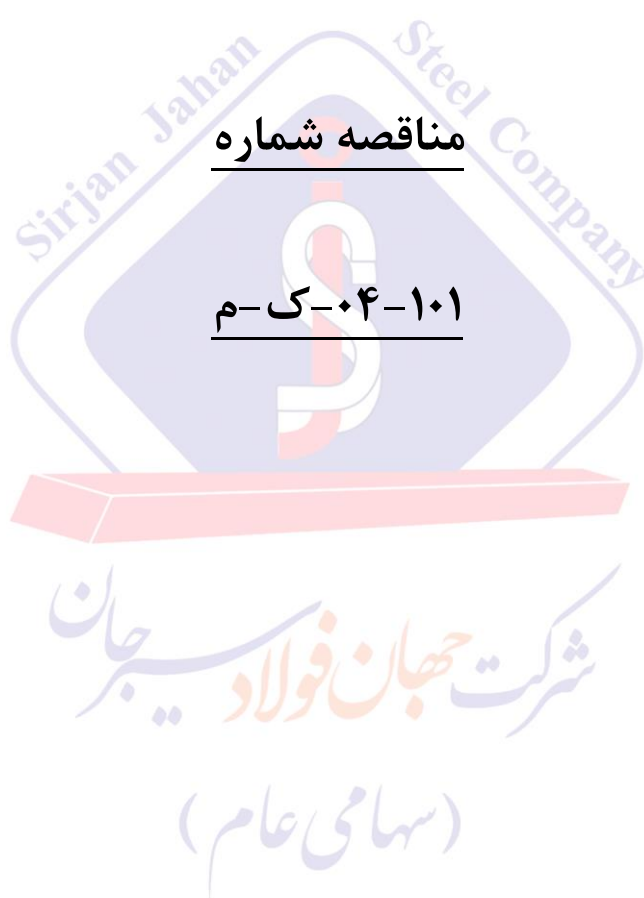 Sirjan Jahan Steel Company
مناقصه شماره
۱۰۱-۰۴-ک-م
شرکت جهان فولاد سیرجان
(سهامی عام)